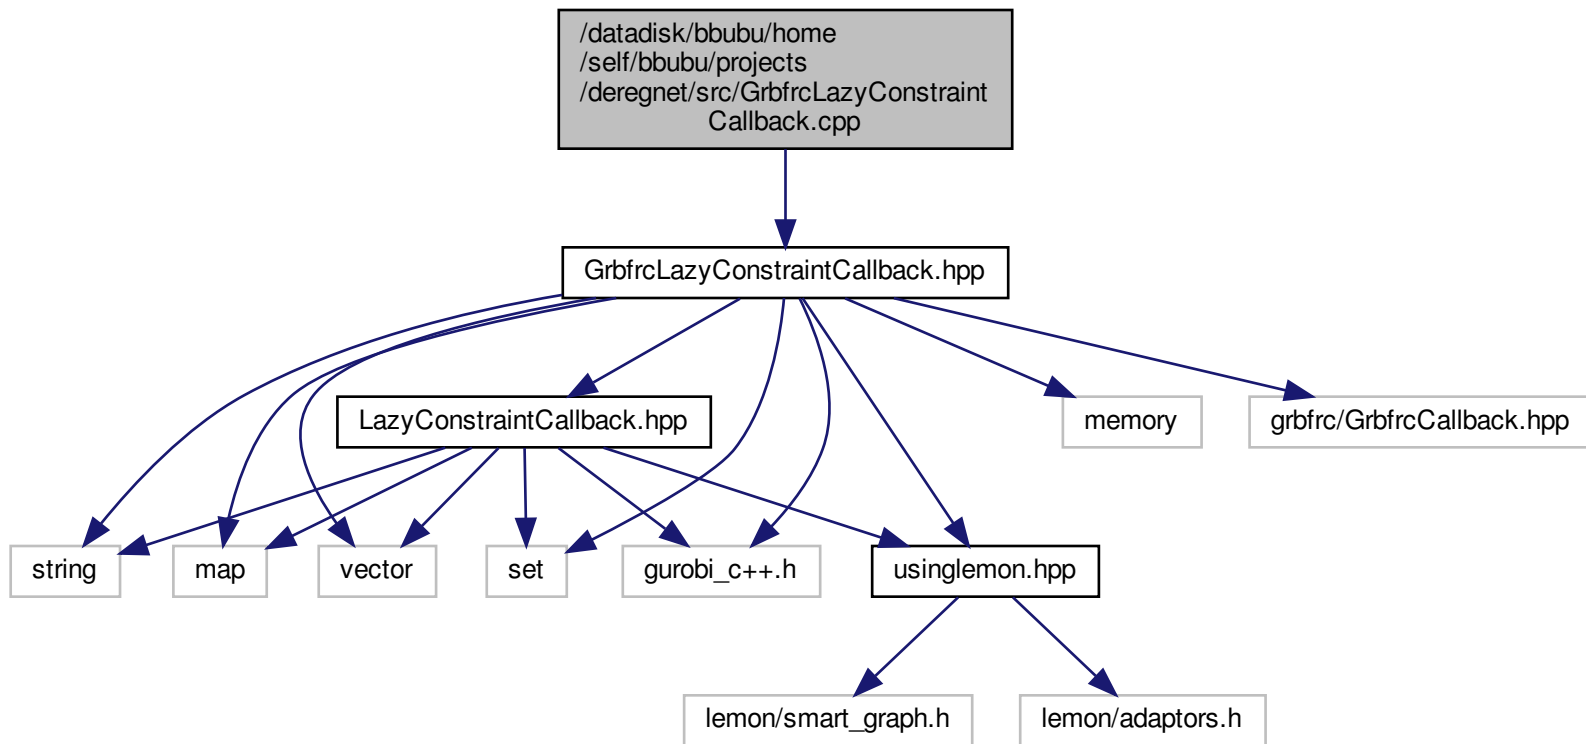 /datadisk/bbubu/home
/self/bbubu/projects
/deregnet/src/GrbfrcLazyConstraint
Callback.cpp
GrbfrcLazyConstraintCallback.hpp
LazyConstraintCallback.hpp
memory
grbfrc/GrbfrcCallback.hpp
string
map
vector
set
gurobi_c++.h
usinglemon.hpp
lemon/smart_graph.h
lemon/adaptors.h